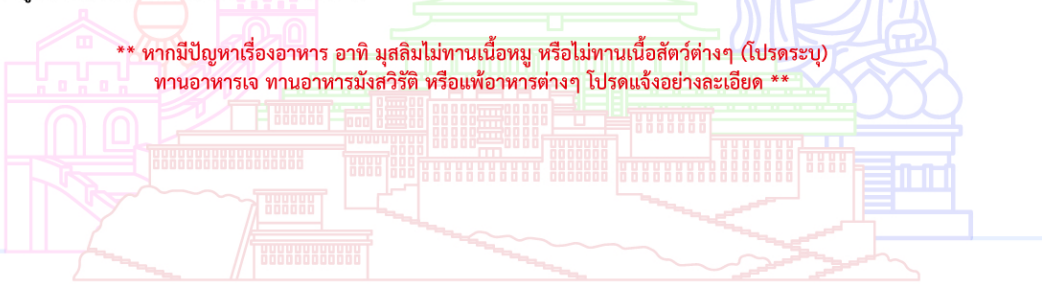 ** หากมีปัญหาเรื่องอาหาร อาทิ มุสลิมไม่ทานเนื้อหมู หรือไม่ทานเนื้อสัตว์ต่างๆ (โปรดระบุ)
ทานอาหารเจ ทานอาหารมังสวิรัติ หรือแพ้อาหารต่างๆ โปรดแจ้งอย่างละเอียด **